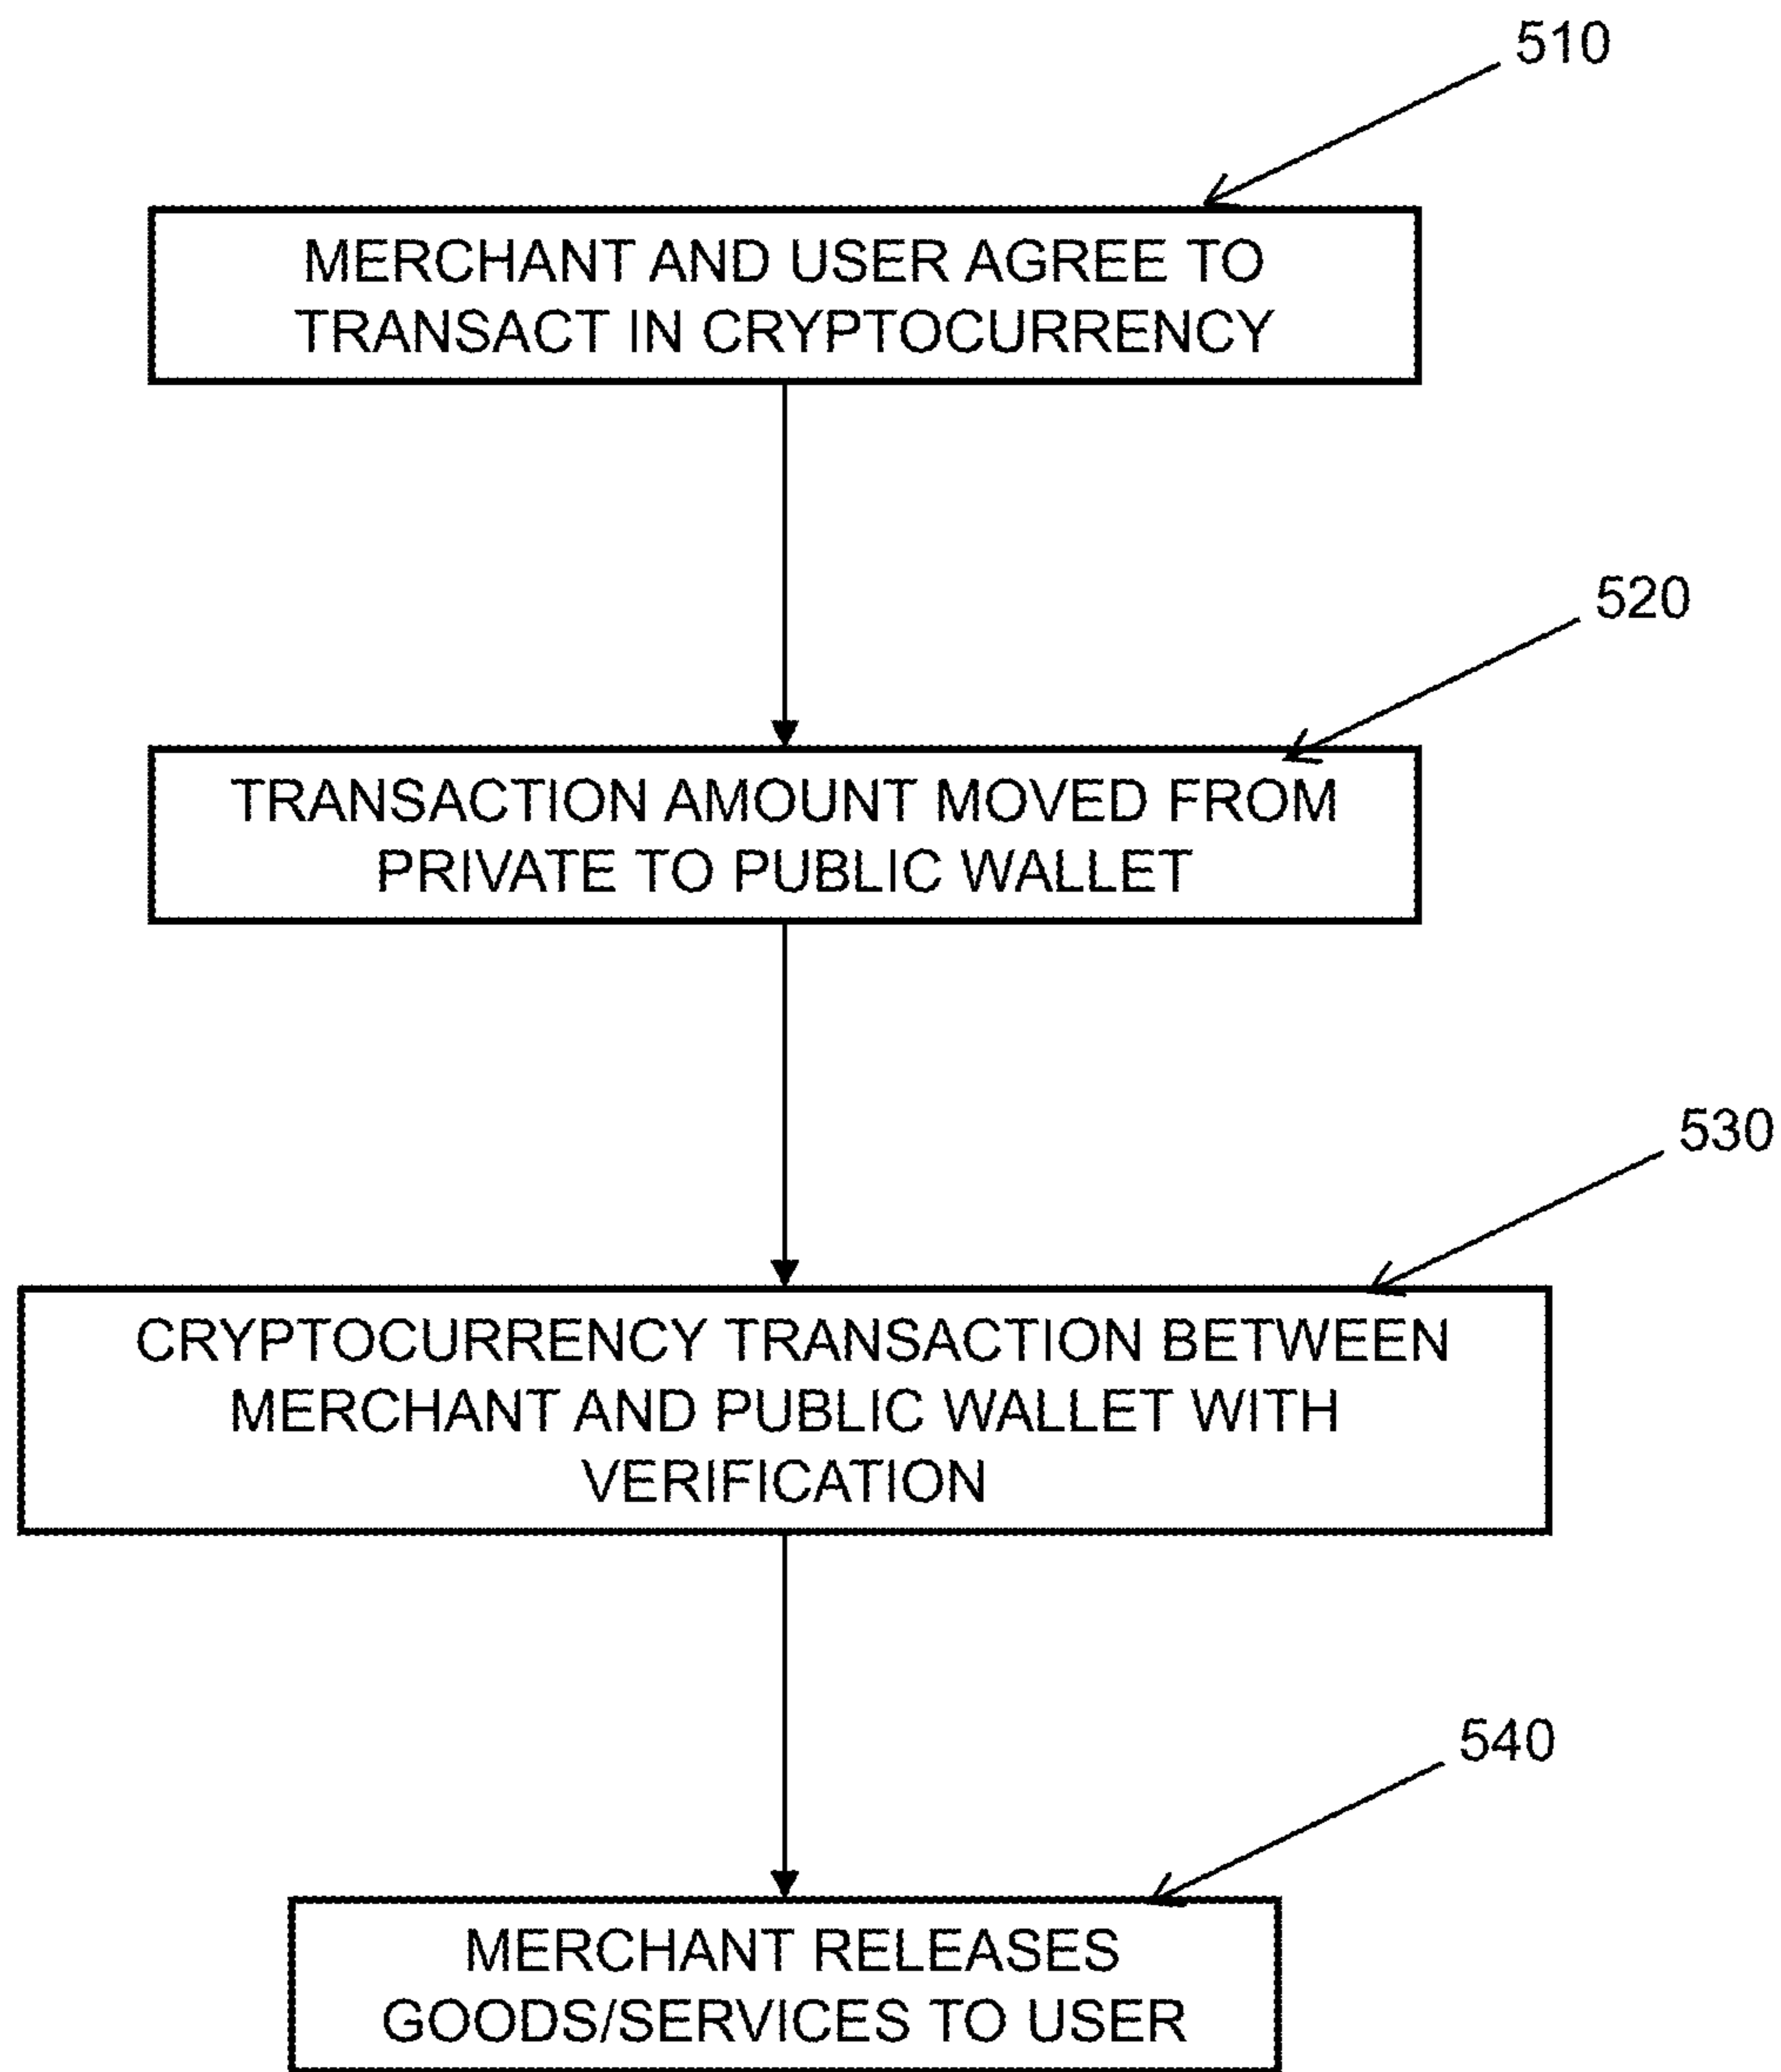 510
MERCHANT AND USER AGREE TO
TRANSACT IN CRYPTOCURRENCY
520
TRANSACTION AMOUNT MOVED FROM
PRIVATE TO PUBLIC WALLET
530
CRYPTOCURRENCY TRANSACTION BETWEEN
MERCHANT AND PUBLIC WALLET WITH
VERIFICATION
540
MERCHANT RELEASES
GOODS/SERVICES TO USER